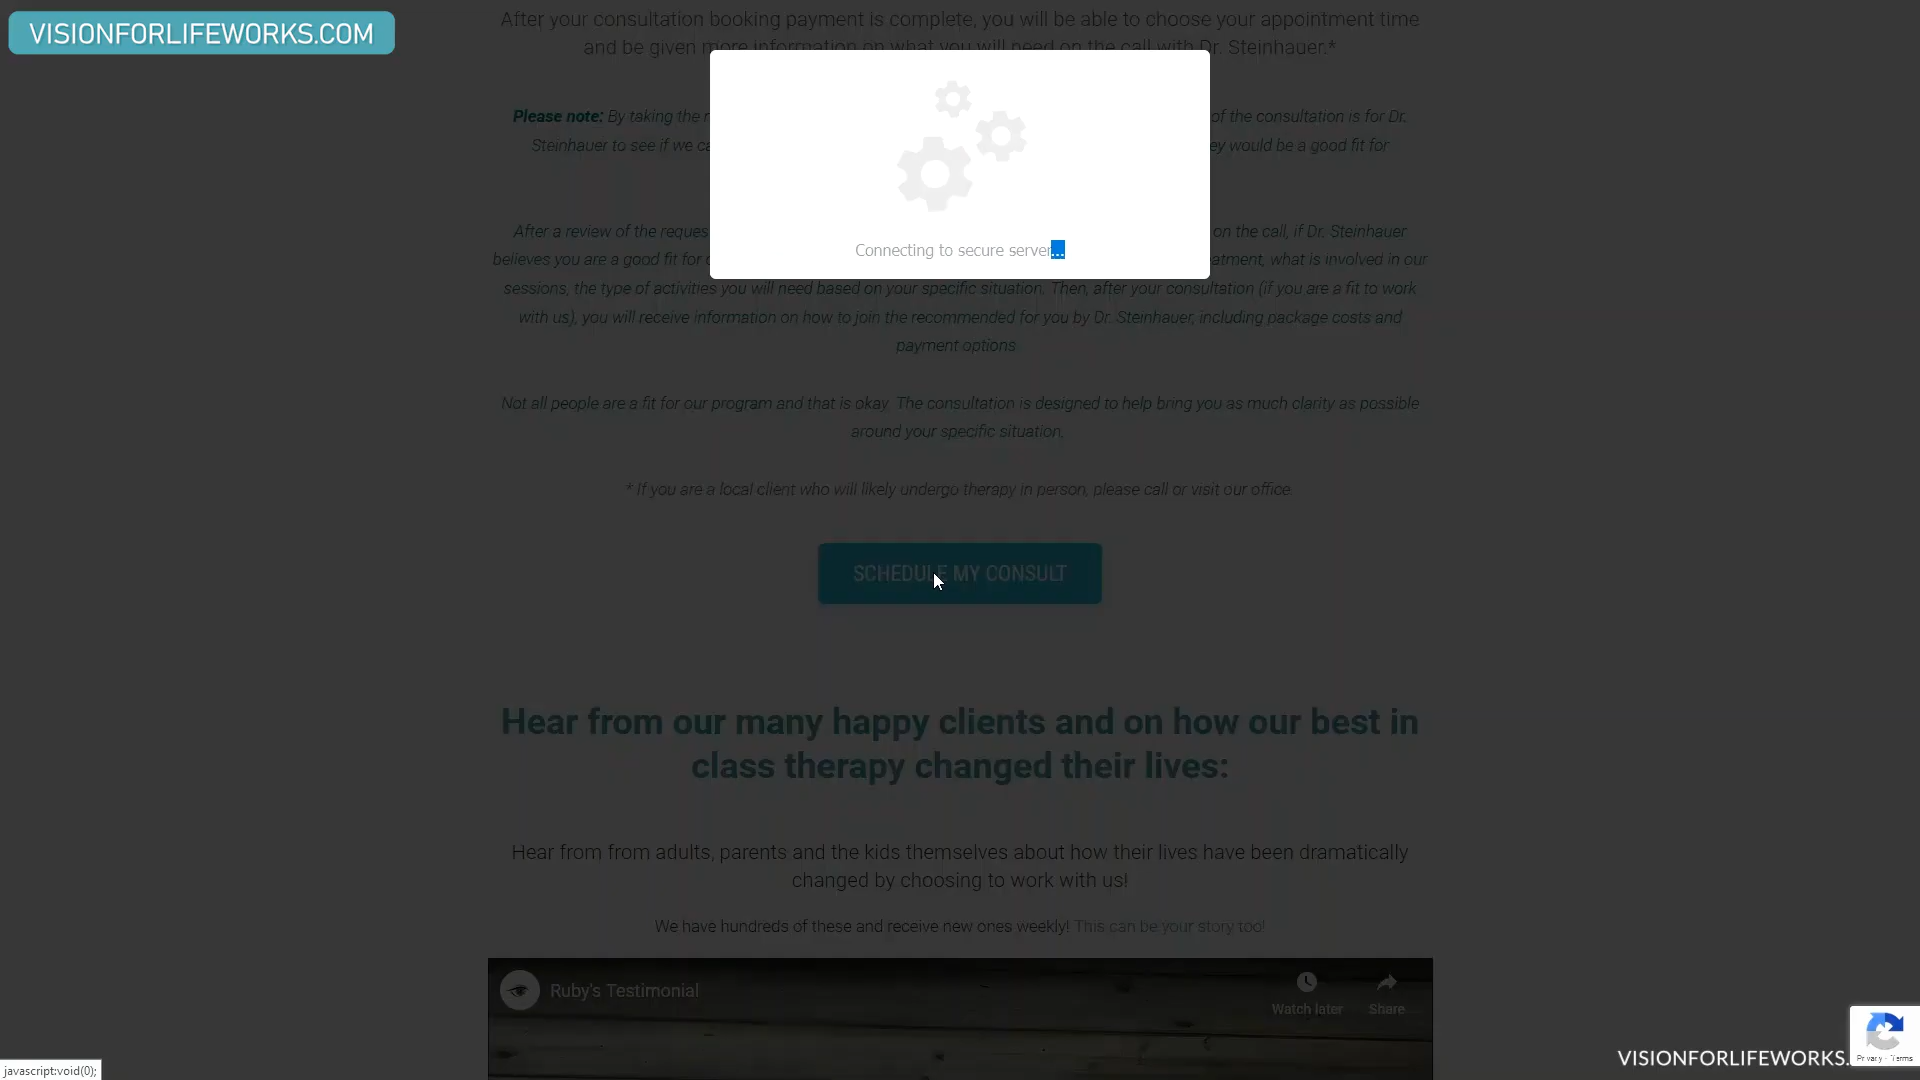 VISIONFORLIFEWORKS.COM
After your consultation booking payment is complete, you will be able to choose your appointment time
and be given more information on what you will need on the call with Dr. Steinhauer.*
Please note: By taking the
of the consultation is for Dr.
Steinhauer to see if we
would be a good fit for
After a review of the
on the call, if Dr. Steinhauer
believes you are a good fit for
what is involved in our
sessions, the type of activities you will need based on your specific situation. Then, after your consultation (if you are a fit to work
with us), you will receive information on how to join the recommended for you by Dr. Steinhauer, including package costs and
payment options.
Connecting to secure server...
Not all people are a fit for our program and that is okay. The consultation is designed to help bring you as much clarity as possible
around your specific situation.
* If you are a local client who will likely undergo therapy in person, please call or visit our office.
SCHEDULE MY CONSULT
Hear from our many happy clients and on how our best in
class therapy changed their lives:
Hear from from adults, parents and the kids themselves about how their lives have been dramatically
changed by choosing to work with us!
We have hundreds of these and receive new ones weekly! This can be your story too!
Ruby's Testimonial
Watch later
Share
VISIONFORLIFEWORKS.
Privacy - Terms
javascript:void(0);